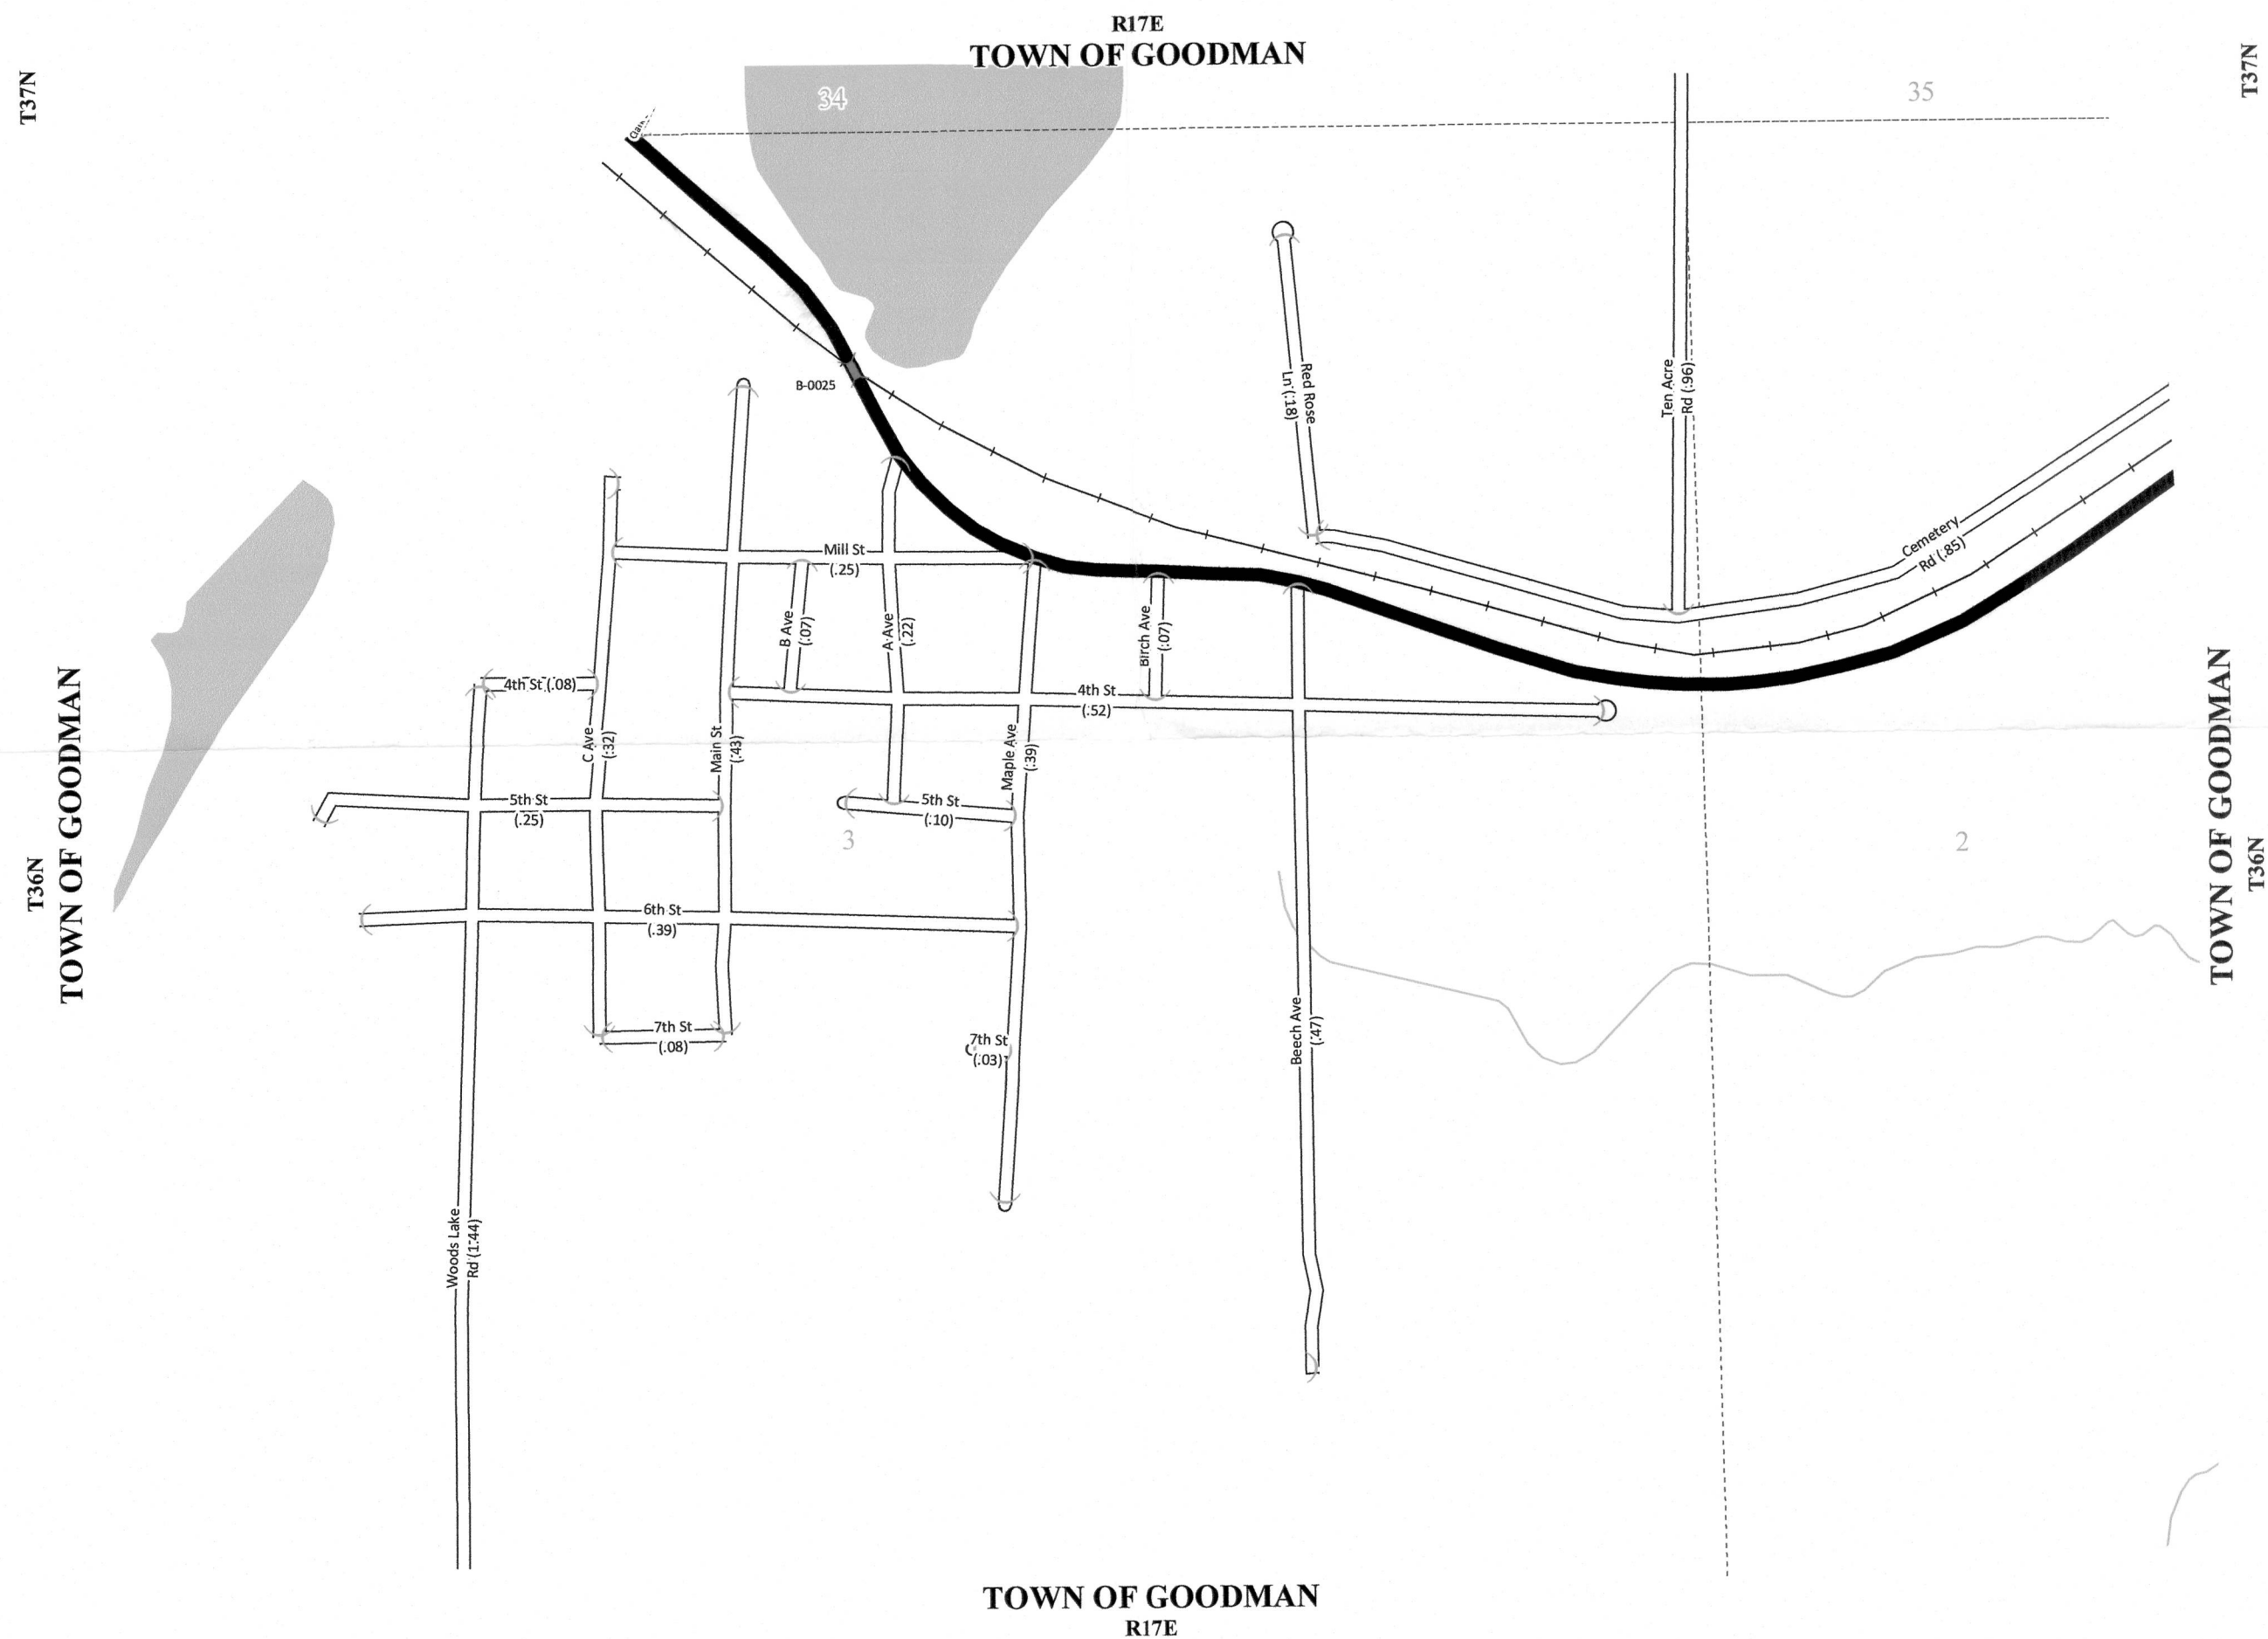 R17E
TOWN OF GOODMAN
T37N
T37N
34
35
B-0025
Red Rose
Ln (.18)
Ten Acre
Rd (.96)
Cemetery
Rd (.85)
Mill St
(.25)
B Ave
(.07)
A Ave
(.22)
Birch Ave
(.07)
4th St (.08)
4th St
(.52)
C Ave
(.32)
Main St
(.43)
Maple Ave
(.39)
5th St
(.25)
5th St
(.10)
3
2
TOWN OF GOODMAN
T36N
TOWN OF GOODMAN
T36N
6th St
(.39)
7th St
(.08)
7th St
(.03)
Beech Ave
(.47)
Woods Lake
Rd (1.44)
TOWN OF GOODMAN
R17E